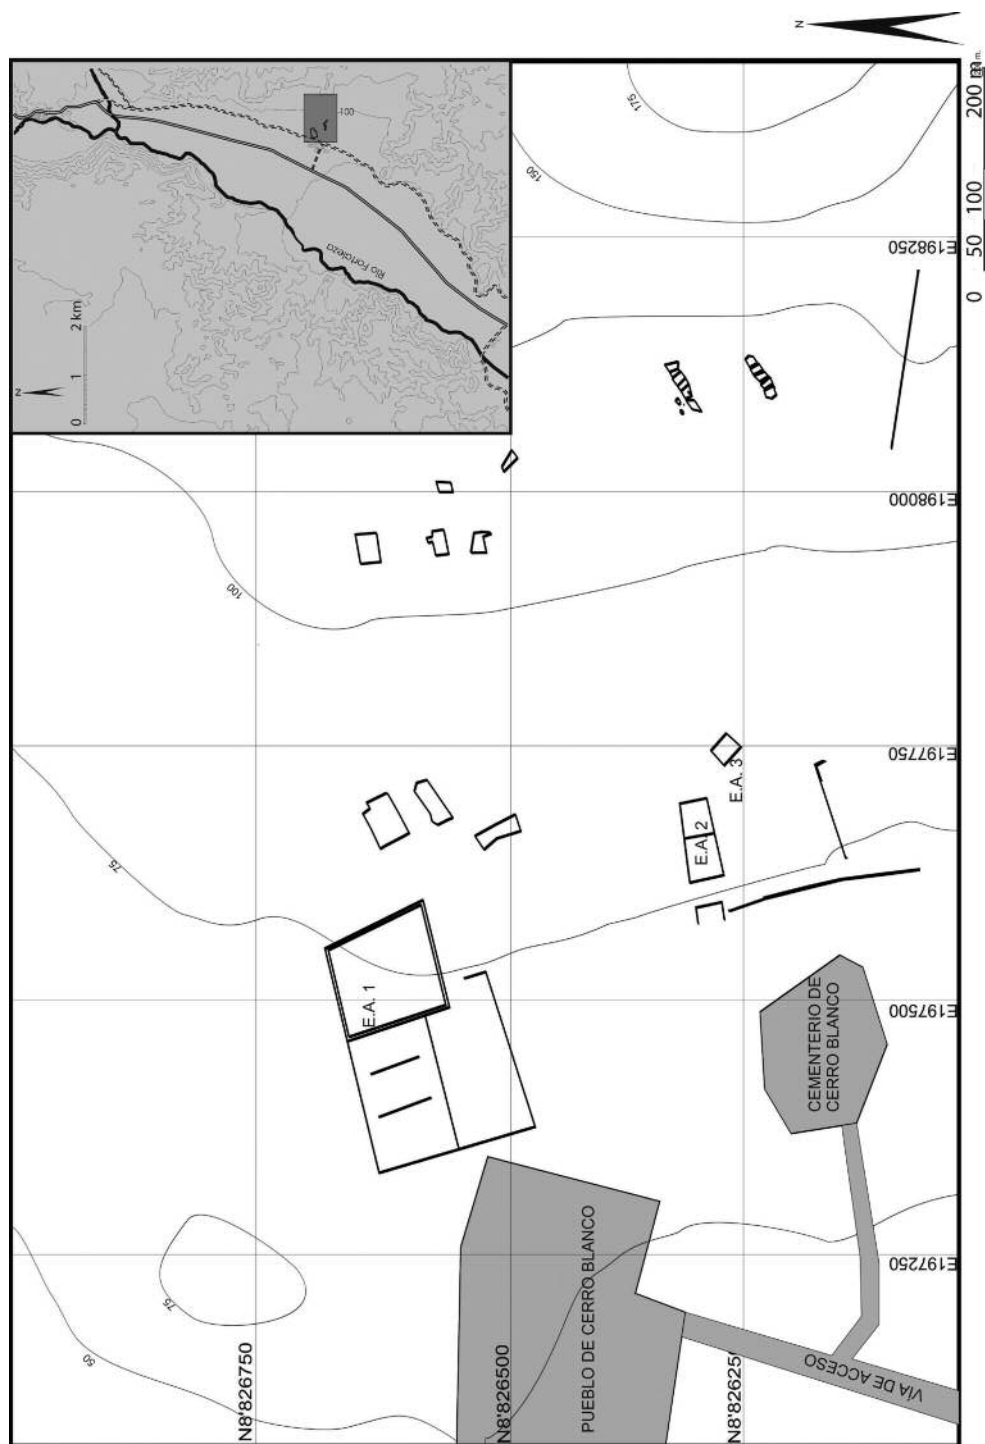 N
200 m
m.
100
50
0
175
150
100
Río Fortaleza
N
2 km
1
0
E198250
E198000
100
E197750
E.A. 3
E.A. 2
75
E.A. 1
E197500
CEMENTERIO DE
CERRO BLANCO
PUEBLO DE CERRO BLANCO
E197250
75
50
VÍA DE ACCESO
N8'826750
N8'826500
N8'826250